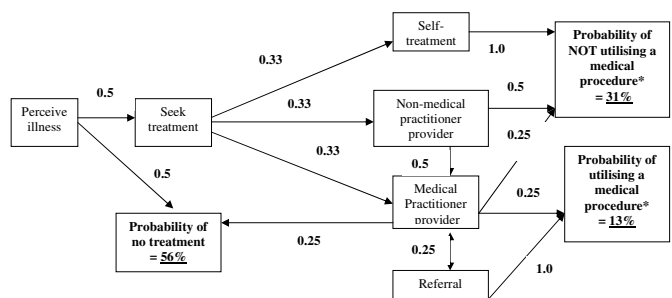 Self-
treatment
1.0
Probability of
NOT utilising a
medical
procedure*
= 31%
0.33
0.5
Perceive
illness
0.5
Seek
treatment
0.33
Non-medical
practitioner
provider
0.25
0.33
0.5
0.5
Medical
Practitioner
provider
0.25
Probability of
utilising a
medical
procedure*
= 13%
Probability of
no treatment
= 56%
0.25
0.25
1.0
Referral